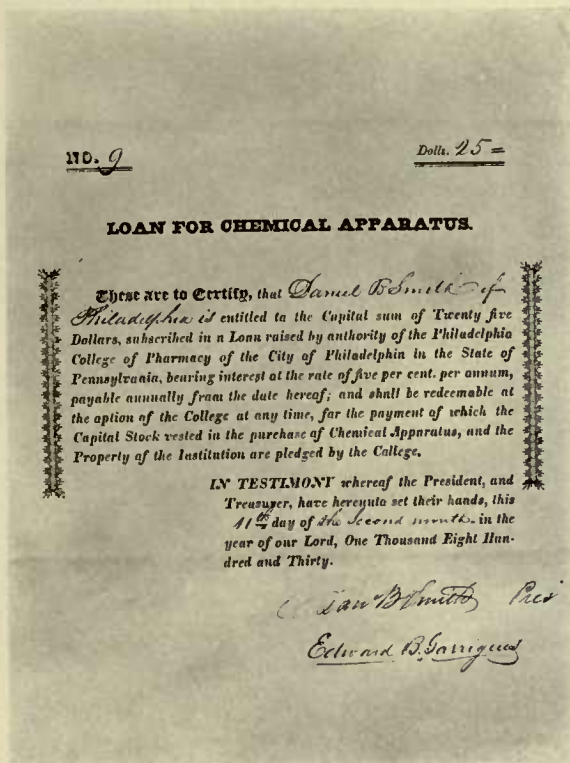 NO. 9
Dolls. 25=
LOAN FOR CHEMICAL APPARATUS.
These are to Certify, that Daniel B Smith of
Philadelphia is entitled to the Capital sum of Twenty five
Dollars, subscribed in a Loan raised by authority of the Philadelphia
College of Pharmacy of the City of Philadelphia in the State of
Pennsylvania, bearing interest at the rate of five per cent. per annum,
payable annually from the date hereof; and shall be redeemable at
the option of the College at any time, for the payment of which the
Capital Stock vested in the purchase of Chemical Apparatus, and the
Property of the Institution are pledged by the College.
IN TESTIMONY whereof the President, and
Treasurer, have hereunto set their hands, this
11th day of the second month. in the
year of our Lord, One Thousand Eight Hun-
dred and Thirty.
Dan B Smith Pres
Edward B. Garrigues